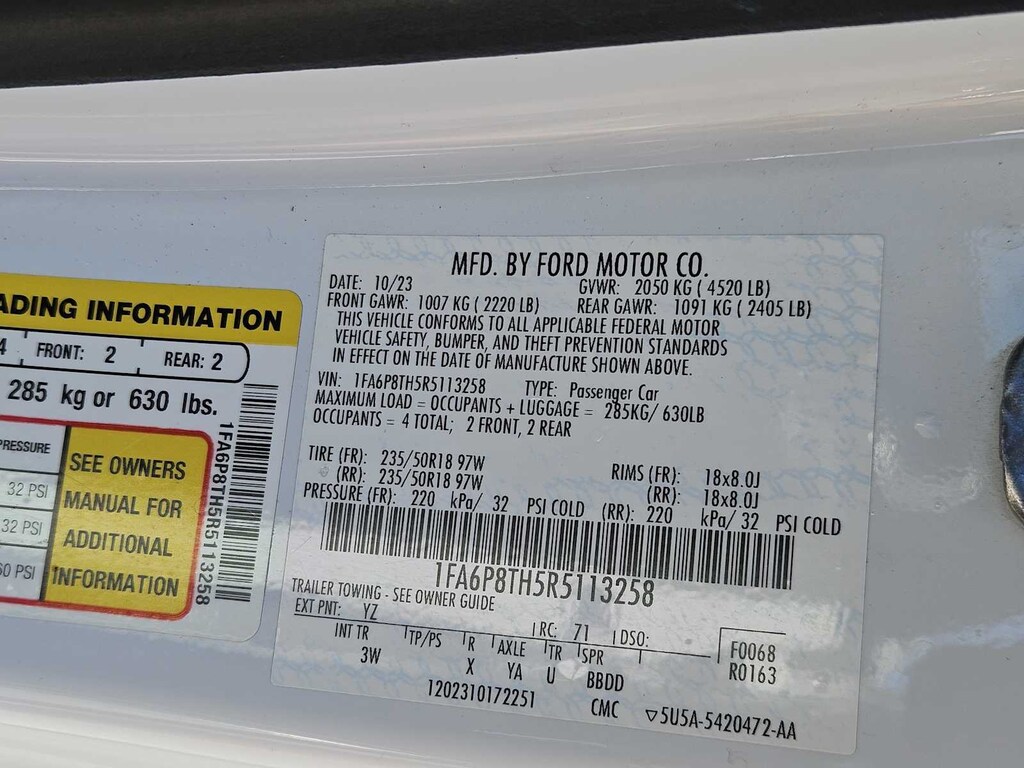 ADING INFORMATION
4 FRONT: 2 REAR: 2
285 kg or 630 lbs.
PRESSURE
32 PSI
32 PSI
60 PSI
SEE OWNERS
MANUAL FOR
ADDITIONAL
INFORMATION
1FA6P8TH5R5113258
MFD. BY FORD MOTOR CO.
DATE: 10/23 GVWR: 2050 KG ( 4520 LB)
FRONT GAWR: 1007 KG ( 2220 LB) REAR GAWR: 1091 KG ( 2405 LB)
THIS VEHICLE CONFORMS TO ALL APPLICABLE FEDERAL MOTOR
VEHICLE SAFETY, BUMPER, AND THEFT PREVENTION STANDARDS
IN EFFECT ON THE DATE OF MANUFACTURE SHOWN ABOVE.
VIN: 1FA6P8TH5R5113258 TYPE: Passenger Car
MAXIMUM LOAD = OCCUPANTS + LUGGAGE = 285KG/ 630LB
OCCUPANTS = 4 TOTAL; 2 FRONT, 2 REAR
TIRE (FR): 235/50R18 97W RIMS (FR): 18x8.0J
(RR): 235/50R18 97W (RR): 18x8.0J
PRESSURE (FR): 220 kPa/ 32 PSI COLD (RR): 220 kPa/ 32 PSI COLD
1FA6P8TH5R5113258
TRAILER TOWING - SEE OWNER GUIDE
EXT PNT: YZ RC: 71 DSO:
INT TR TP/PS R AXLE TR SPR
3W X YA U BBDD
F0068
R0163
1202310172251 CMC ▽5U5A-5420472-AA